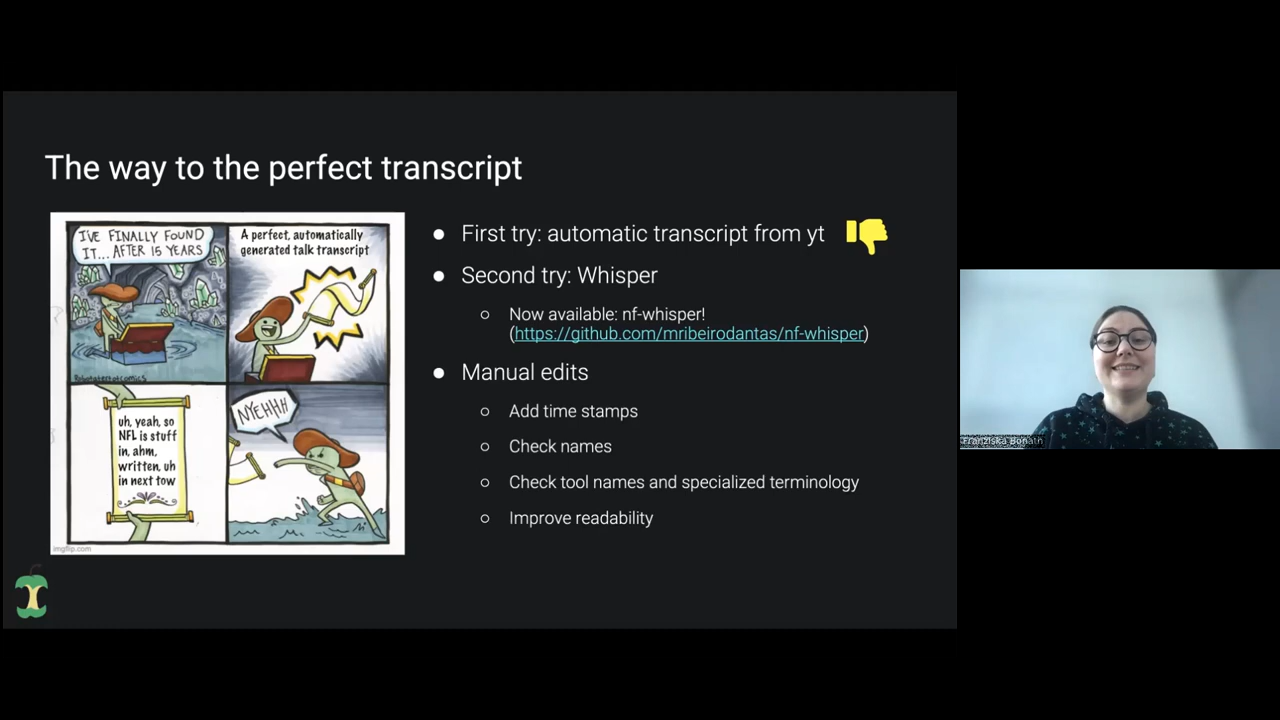 The way to the perfect transcript
I'VE FINALLY FOUND
IT... AFTER 15 YEARS
A perfect, automatically
generated talk transcript
uh, yeah, so
NFL is stuff
in, ahm,
written, uh
in next tow
NYEHHH
imgflip.com
● First try: automatic transcript from yt
● Second try: Whisper
○ Now available: nf-whisper!
(https://github.com/mribeirodantas/nf-whisper)
● Manual edits
○ Add time stamps
○ Check names
○ Check tool names and specialized terminology
○ Improve readability
Franziska Bonath